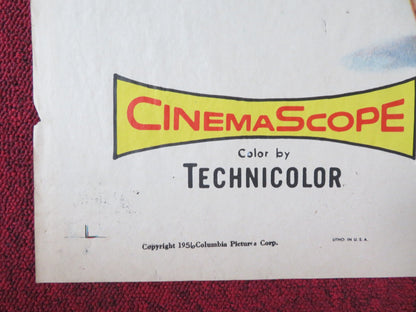 CINEMASCOPE
Color by
TECHNICOLOR
Copyright 1956 Columbia Pictures Corp.
LITHO. IN U.S.A.